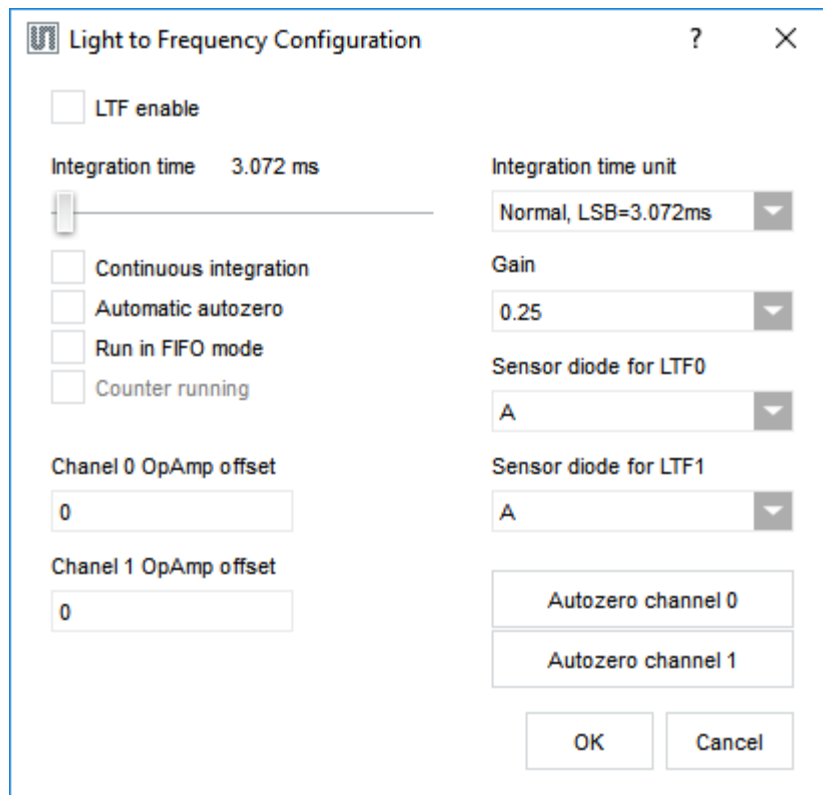 Light to Frequency Configuration
?
LTF enable
Integration time 3.072 ms
Continuous integration
Automatic autozero
Run in FIFO mode
Counter running
Chanel 0 OpAmp offset
0
Chanel 1 OpAmp offset
0
Integration time unit
Normal, LSB=3.072ms
Gain
0.25
Sensor diode for LTF0
A
Sensor diode for LTF1
A
Autozero channel 0
Autozero channel 1
OK Cancel